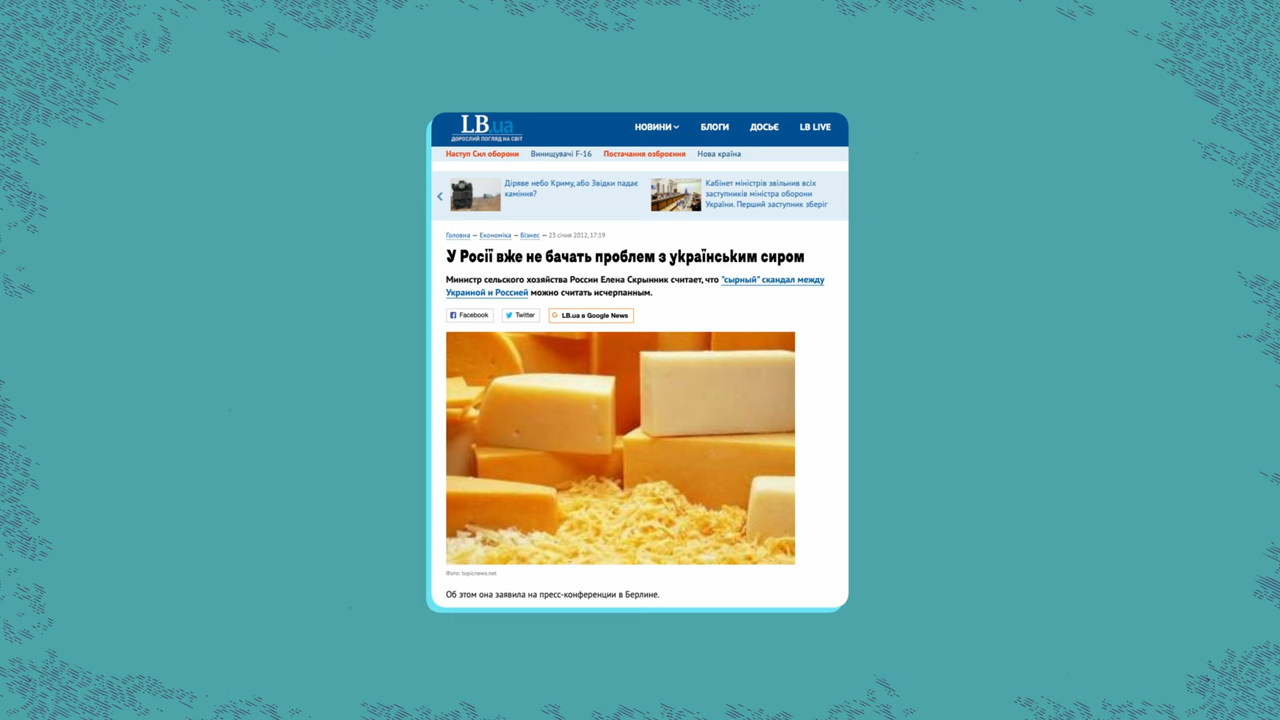 LB.ua
ДОРОСЛИЙ ПОГЛЯД НА СВІТ
НОВИНИ БЛОГИ ДОСЬЄ LB LIVE
Наступ Сил оборони Винищувачі F-16 Постачання озброєння Нова країна
Діряве небо Криму, або Звідки падає
каміння?
Кабінет міністрів звільнив всіх
заступників міністра оборони
України. Перший заступник зберіг
Головна — Економіка — Бізнес — 23 січня 2012, 17:19
У Росії вже не бачать проблем з українським сиром
Министр сельского хозяйства России Елена Скрынник считает, что "сырный" скандал между
Украиной и Россией можно считать исчерпанным.
Facebook Twitter LB.ua в Google News
Фото: topicnews.net
Об этом она заявила на пресс-конференции в Берлине.